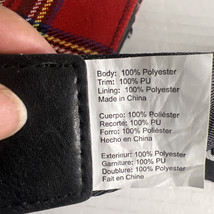 Body: 100% Polyester
Trim: 100% PU
Lining: 100% Polyester
Made in China
Cuerpo: 100% Poliéster
Recorte: 100% PU
Forro: 100% Poliéster
Hecho en China
Exterieur: 100% Polyester
Garniture: 100% PU
Doublure: 100% Polyester
Fait en Chine